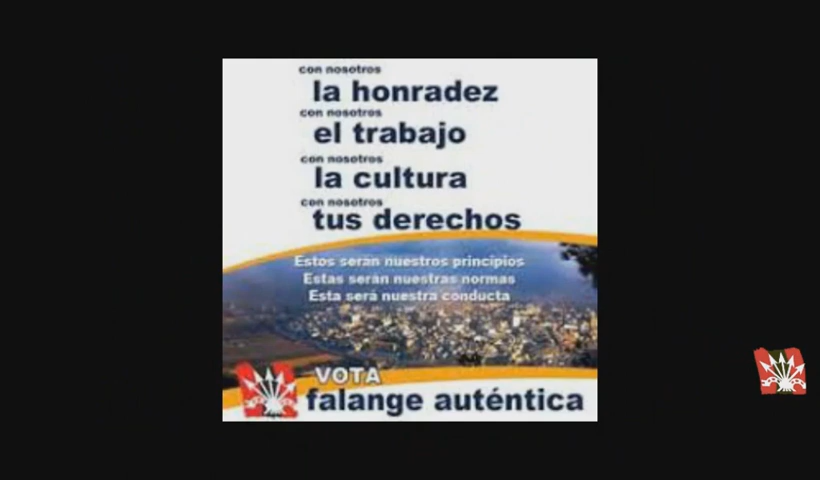 con nosotros
la honradez
con nosotros
el trabajo
con nosotros
la cultura
con nosotros
tus derechos
Estos serán nuestros principios
Estas serán nuestras normas
Esta será nuestra conducta
VOTA
falange auténtica